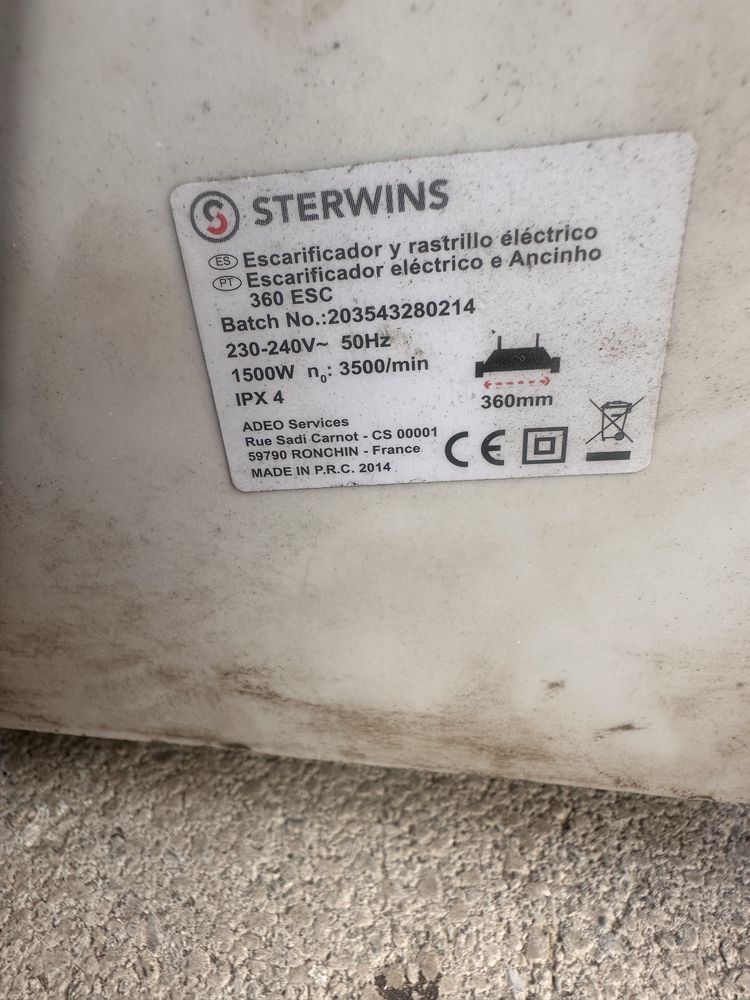 STERWINS
ES Escarificador y rastrillo eléctrico
PT Escarificador eléctrico e Ancinho
360 ESC
Batch No.:203543280214
230-240V~ 50Hz
1500W n₀: 3500/min
IPX 4
360mm
ADEO Services
Rue Sadi Carnot - CS 00001
59790 RONCHIN - France
MADE IN P.R.C. 2014
CE